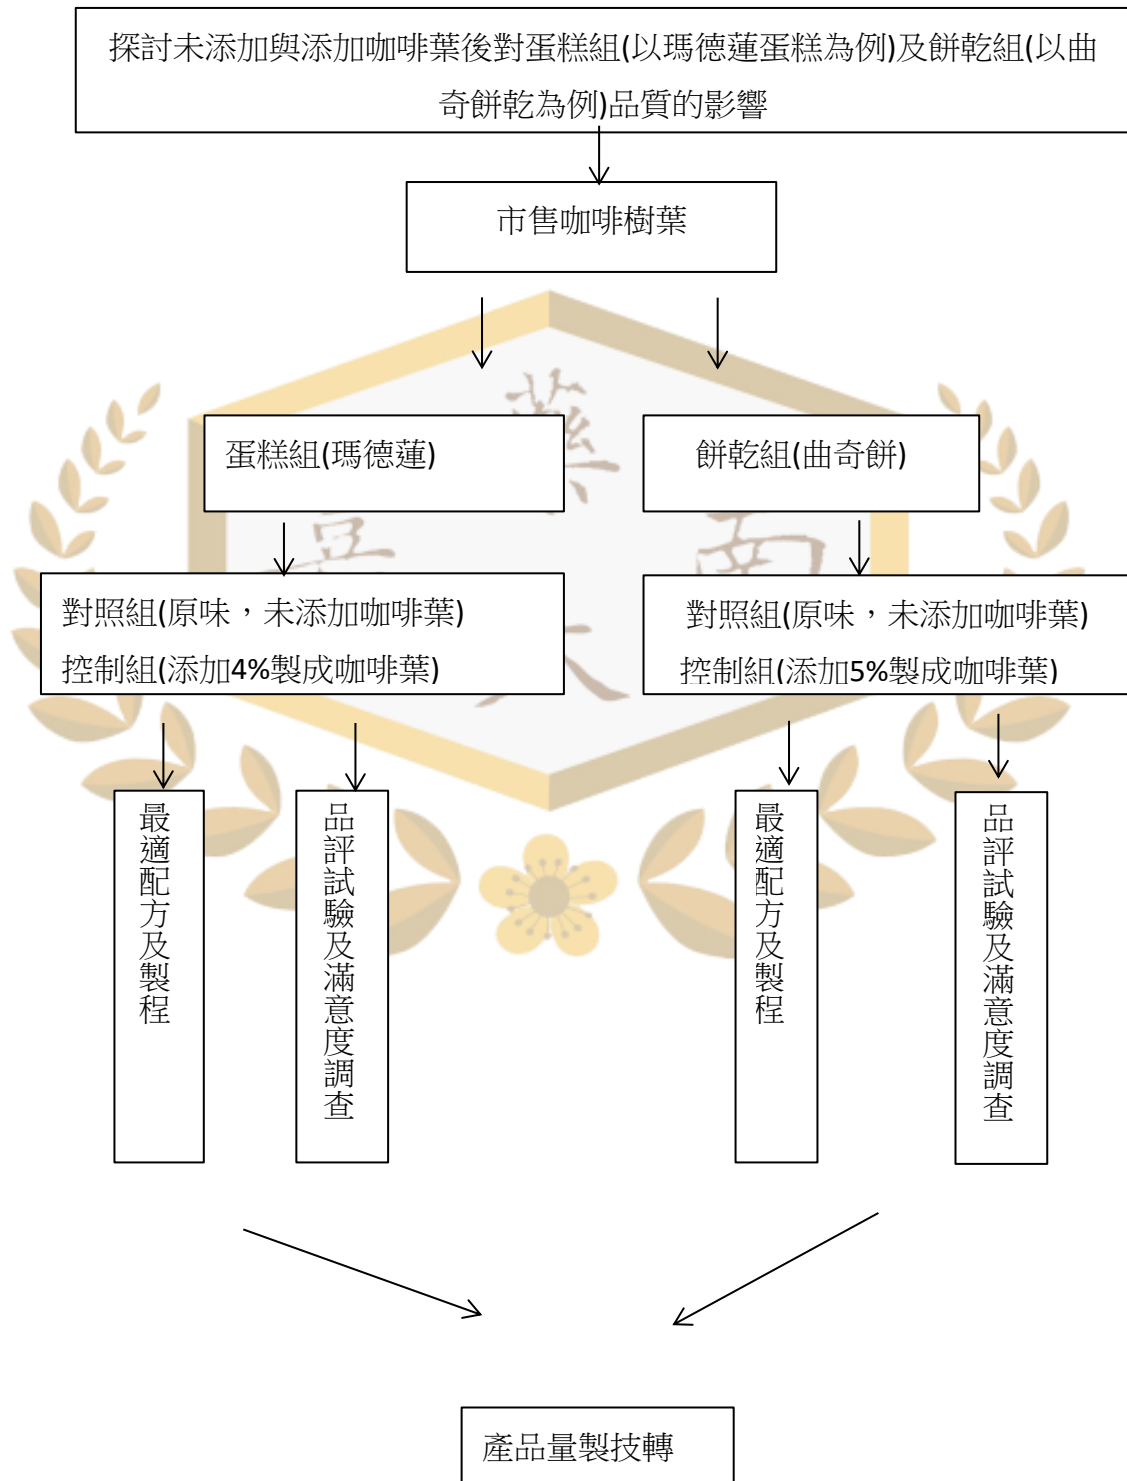 探討未添加與添加咖啡葉後對蛋糕組(以瑪德蓮蛋糕為例)及餅乾組(以曲
奇餅乾為例)品質的影響
市售咖啡樹葉
蛋糕組(瑪德蓮)
餅乾組(曲奇餅)
對照組(原味，未添加咖啡葉)
控制組(添加4%製成咖啡葉)
對照組(原味，未添加咖啡葉)
控制組(添加5%製成咖啡葉)
最適配方及製程
品評試驗及滿意度調查
最適配方及製程
品評試驗及滿意度調查
產品量製技轉